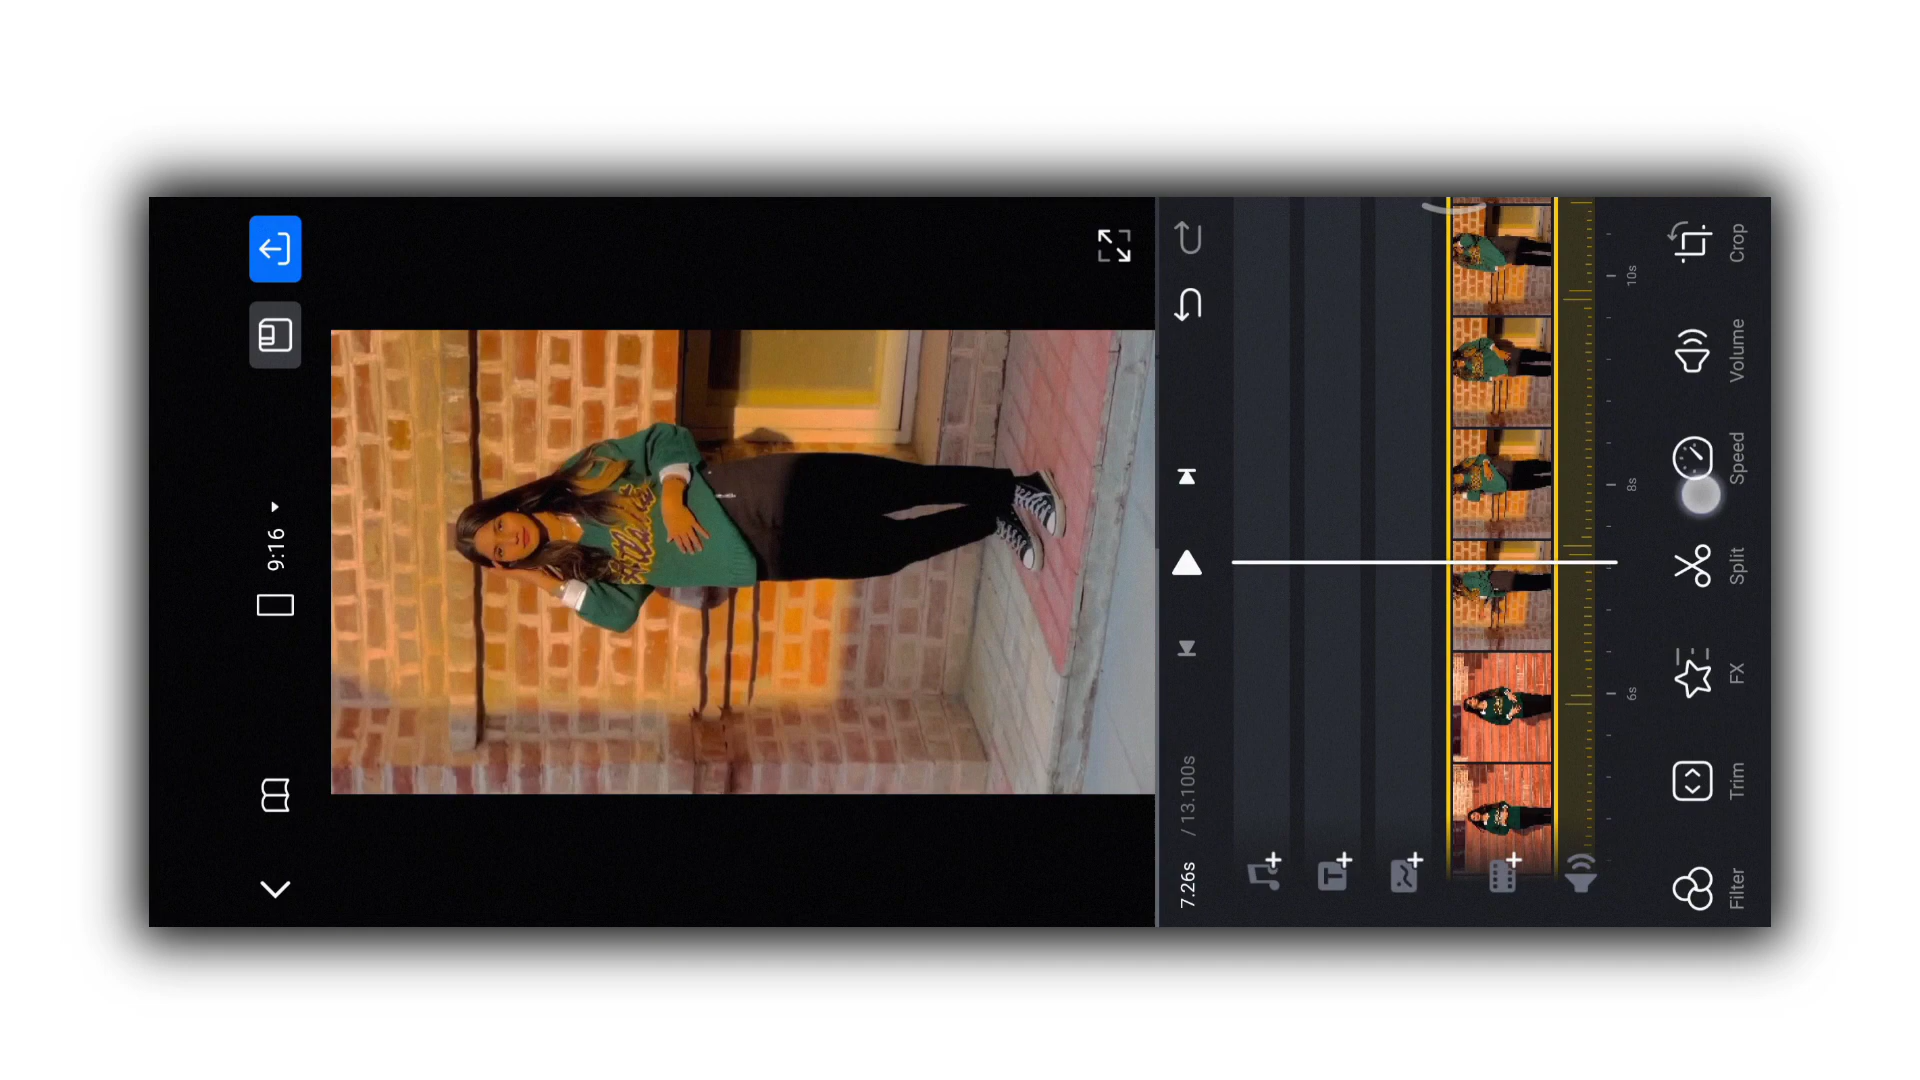 9:16
7.26s / 13.100s
6s 8s 10s
Filter Trim FX Split Speed Volume Crop